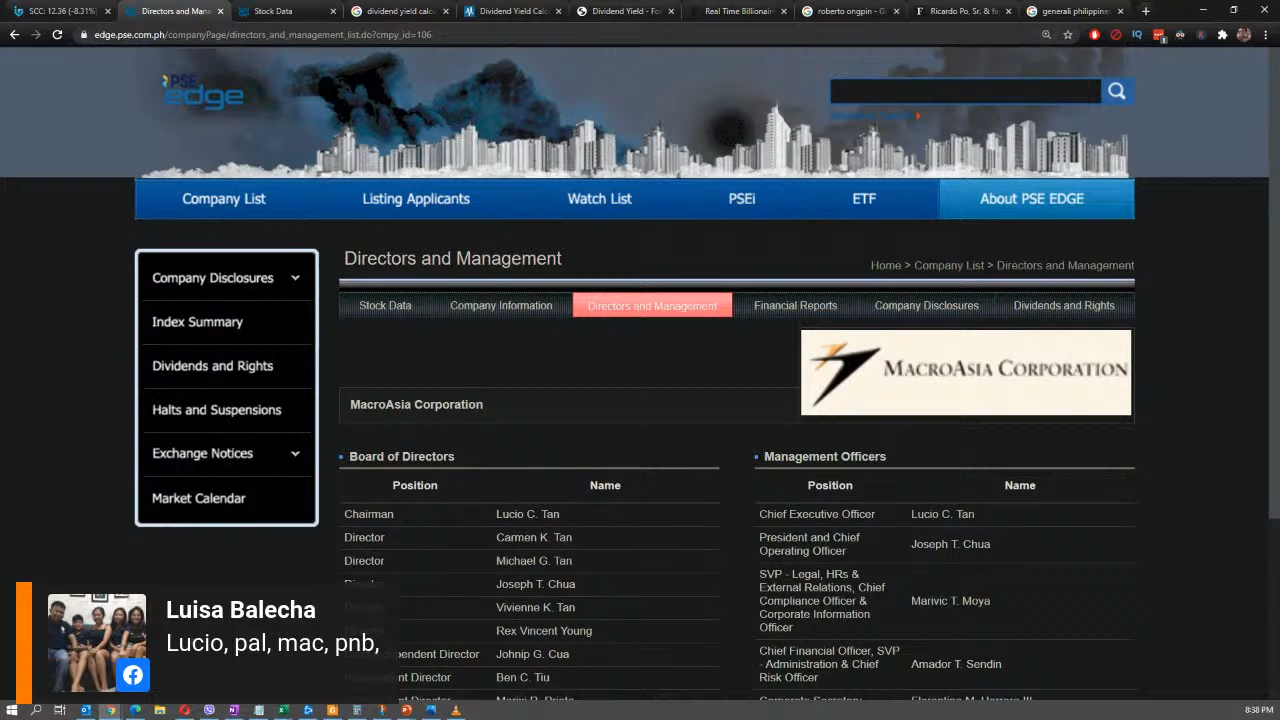 SCC: 12.36 (-8.31%)
Directors and Man
Stock Data
dividend yield calc
Dividend Yield Calc
Dividend Yield - Fo
Real Time Billionair
roberto ongpin - G
Ricardo Po, Sr. & f
generali philippine
edge.pse.com.ph/companyPage/directors_and_management_list.do?cmpy_id=106
PSE
edge
Company List
Listing Applicants
Watch List
PSEi
ETF
About PSE EDGE
Company Disclosures
Index Summary
Dividends and Rights
Halts and Suspensions
Exchange Notices
Market Calendar
Directors and Management
Home > Company List > Directors and Management
Stock Data
Company Information
Directors and Management
Financial Reports
Company Disclosures
Dividends and Rights
MACROASIA CORPORATION
MacroAsia Corporation
Board of Directors
Position Name
Chairman Lucio C. Tan
Director Carmen K. Tan
Director Michael G. Tan
Director Joseph T. Chua
Director Vivienne K. Tan
Rex Vincent Young
pendent Director Johnip G. Cua
Director Ben C. Tiu
Management Officers
Position Name
Chief Executive Officer Lucio C. Tan
President and Chief
Operating Officer
Joseph T. Chua
SVP - Legal, HRs &
External Relations, Chief
Compliance Officer &
Corporate Information
Officer
Marivic T. Moya
Chief Financial Officer, SVP
- Administration & Chief
Risk Officer
Amador T. Sendin
Luisa Balecha
Lucio, pal, mac, pnb,
8:38 PM